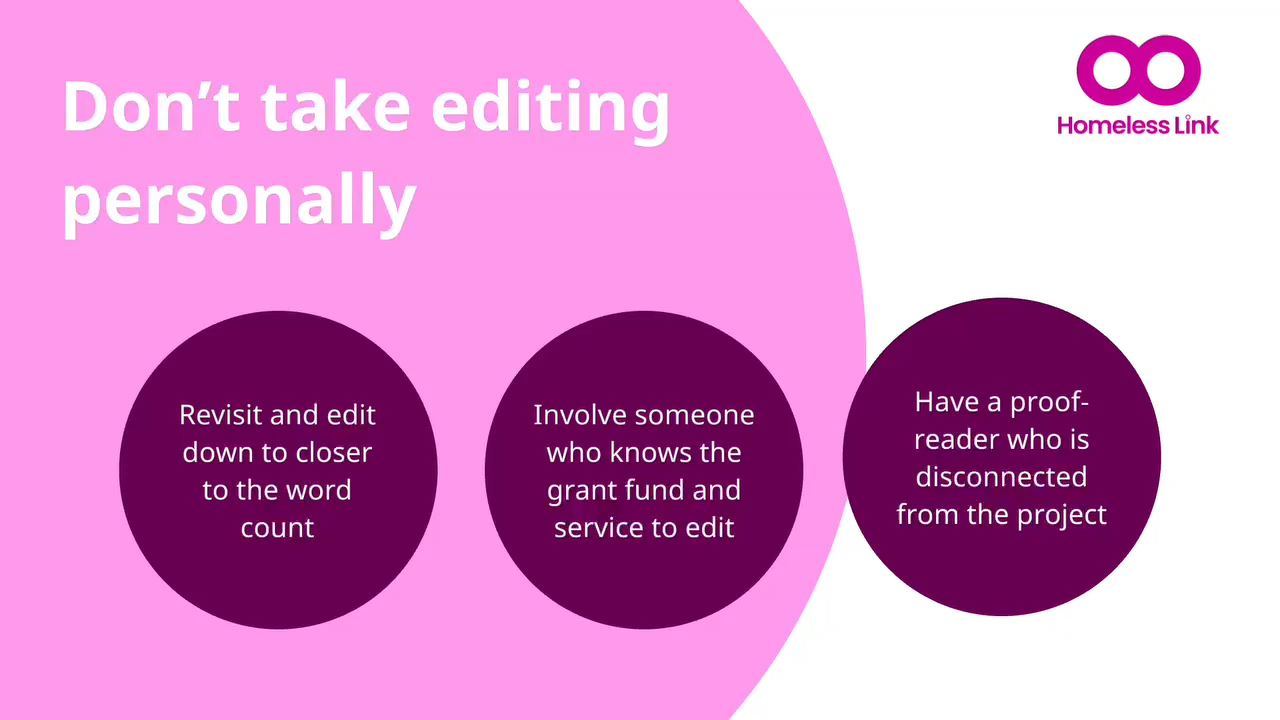 Don’t take editing
personally
Homeless Link
Revisit and edit
down to closer
to the word
count
Involve someone
who knows the
grant fund and
service to edit
Have a proof-
reader who is
disconnected
from the project